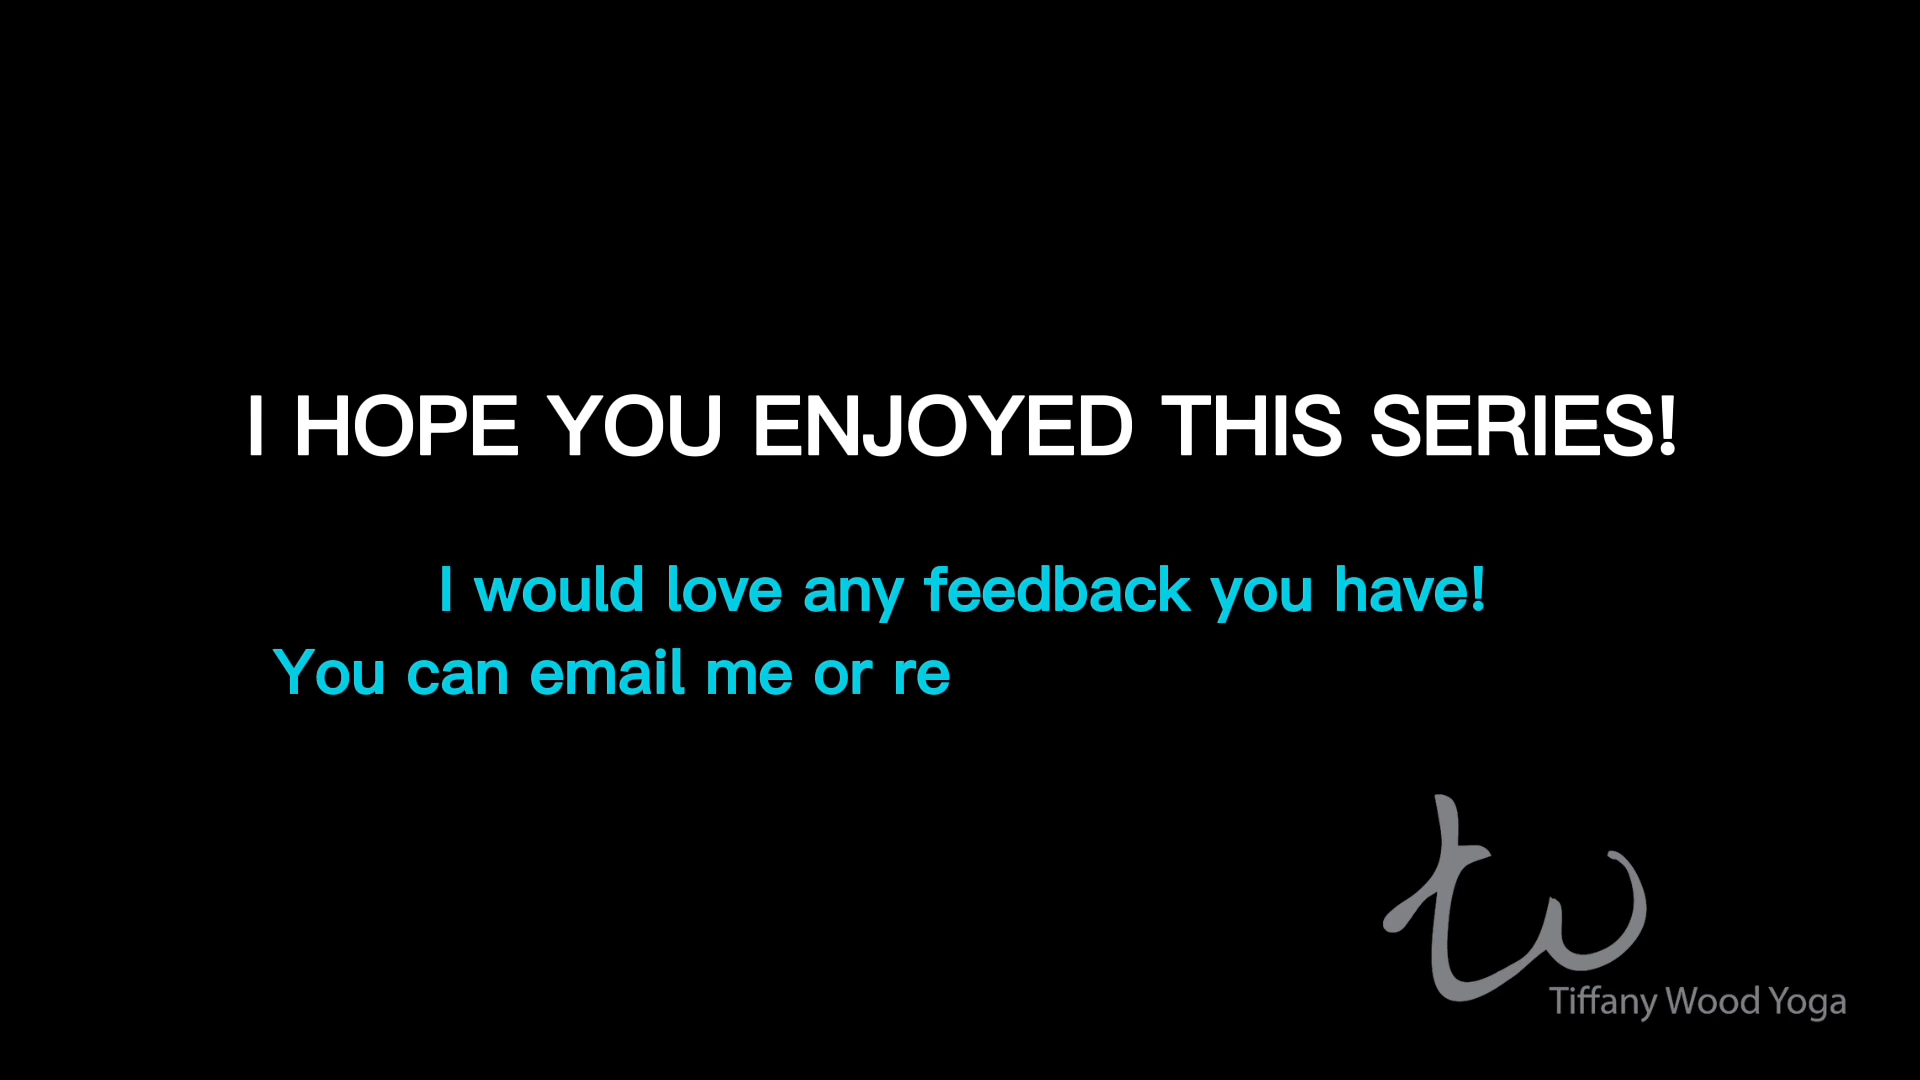 I HOPE YOU ENJOYED THIS SERIES!
I would love any feedback you have!
You can email me or re
tw
Tiffany Wood Yoga